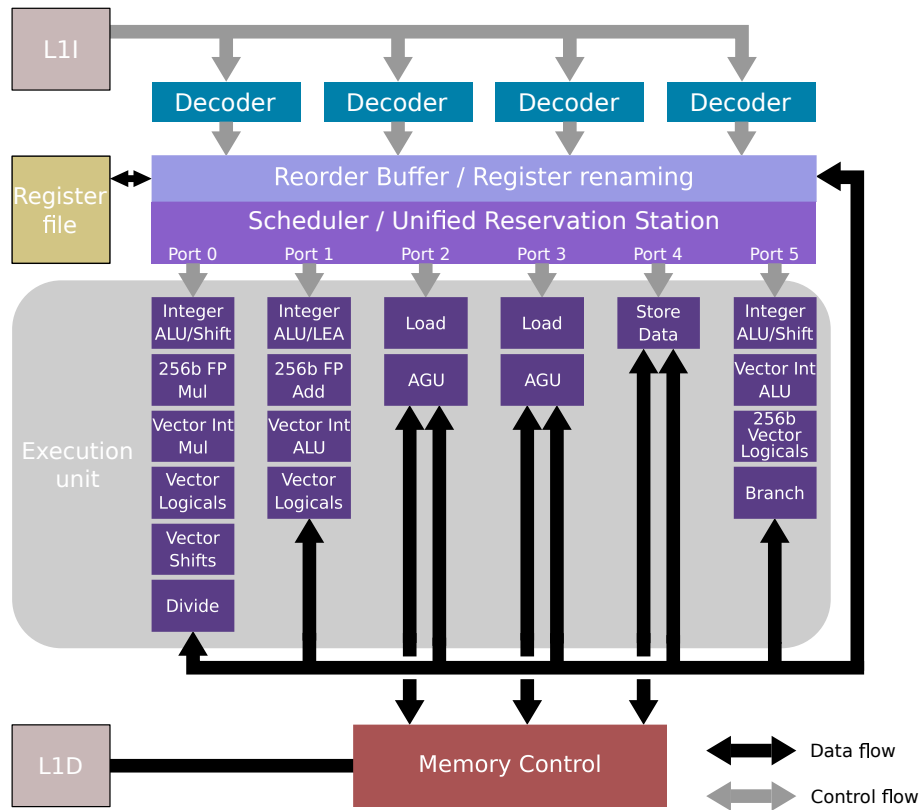 L1I
Decoder
Decoder
Decoder
Decoder
Register
file
Reorder Buffer / Register renaming
Scheduler / Unified Reservation Station
Port 0
Port 1
Port 2
Port 3
Port 4
Port 5
Execution
unit
Integer
ALU/Shift
256b FP
Mul
Vector Int
Mul
Vector
Logicals
Vector
Shifts
Divide
Integer
ALU/LEA
256b FP
Add
Vector Int
ALU
Vector
Logicals
Load
AGU
Load
AGU
Store
Data
Integer
ALU/Shift
Vector Int
ALU
256b
Vector
Logicals
Branch
L1D
Memory Control
Data flow
Control flow